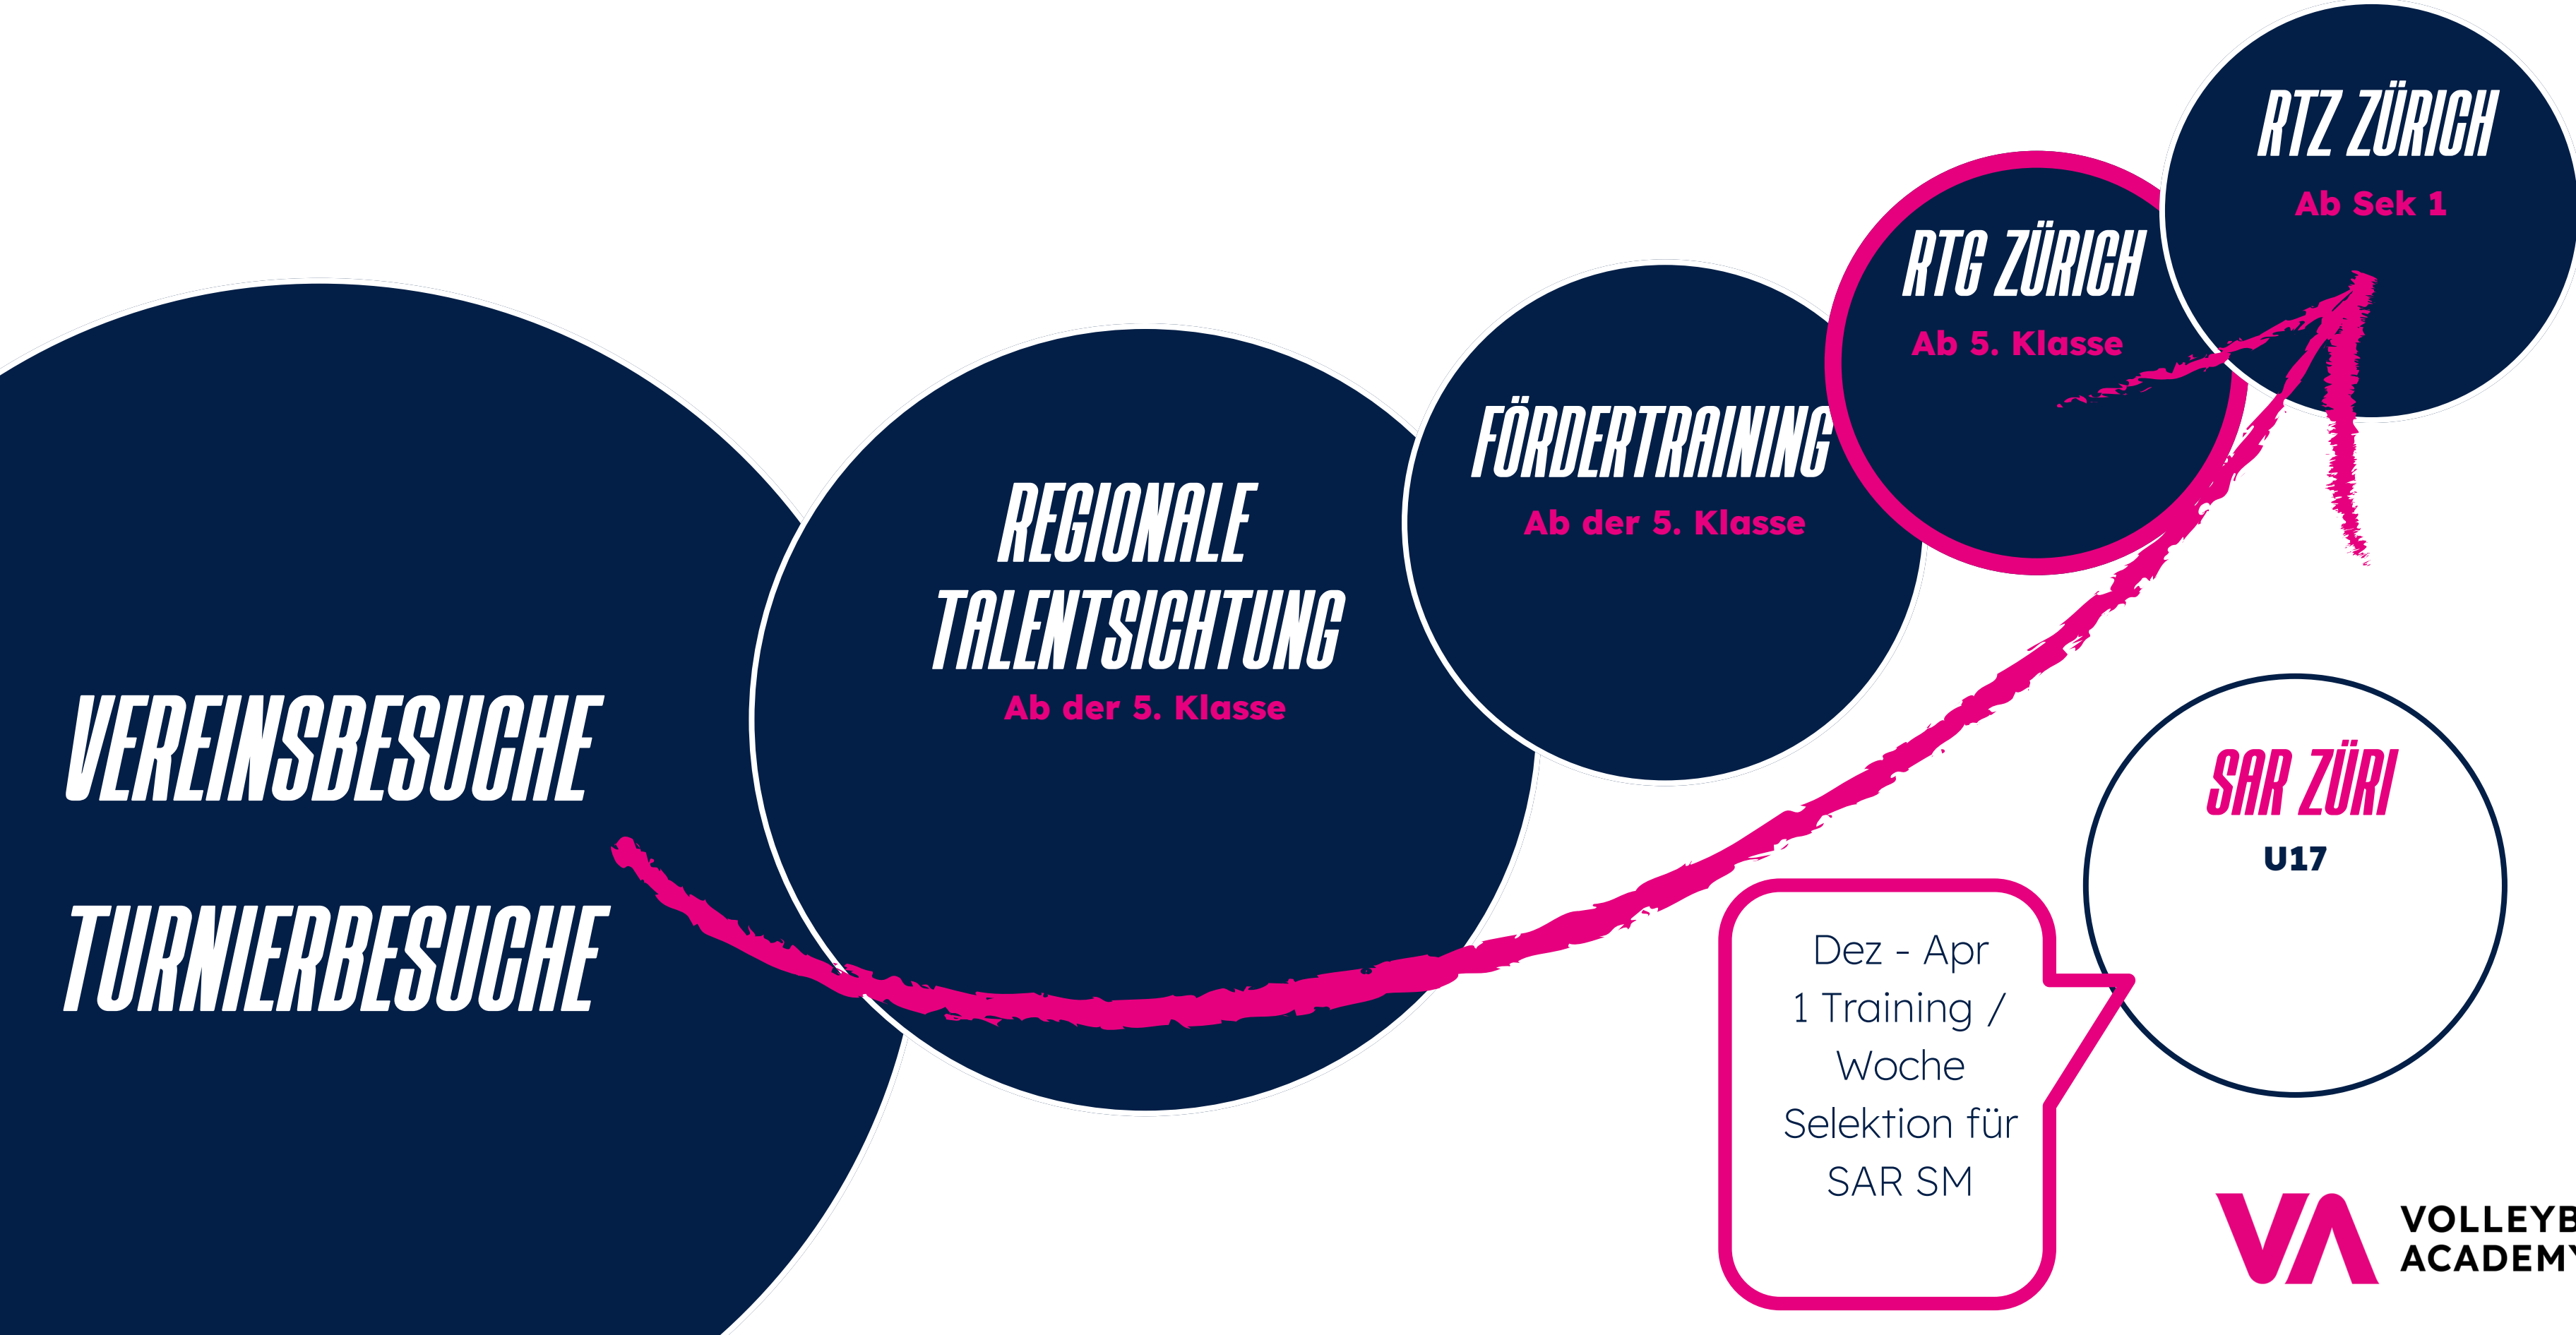 VEREINSBESUCHE
TURNIERBESUCHE
REGIONALE
TALENTSICHTUNG
Ab der 5. Klasse
FÖRDERTRAINING
Ab der 5. Klasse
RTG ZÜRICH
Ab 5. Klasse
RTZ ZÜRICH
Ab Sek 1
SAR ZÜRI
U17
Dez - Apr
1 Training /
Woche
Selektion für
SAR SM
VA
VOLLEYB
ACADEMY